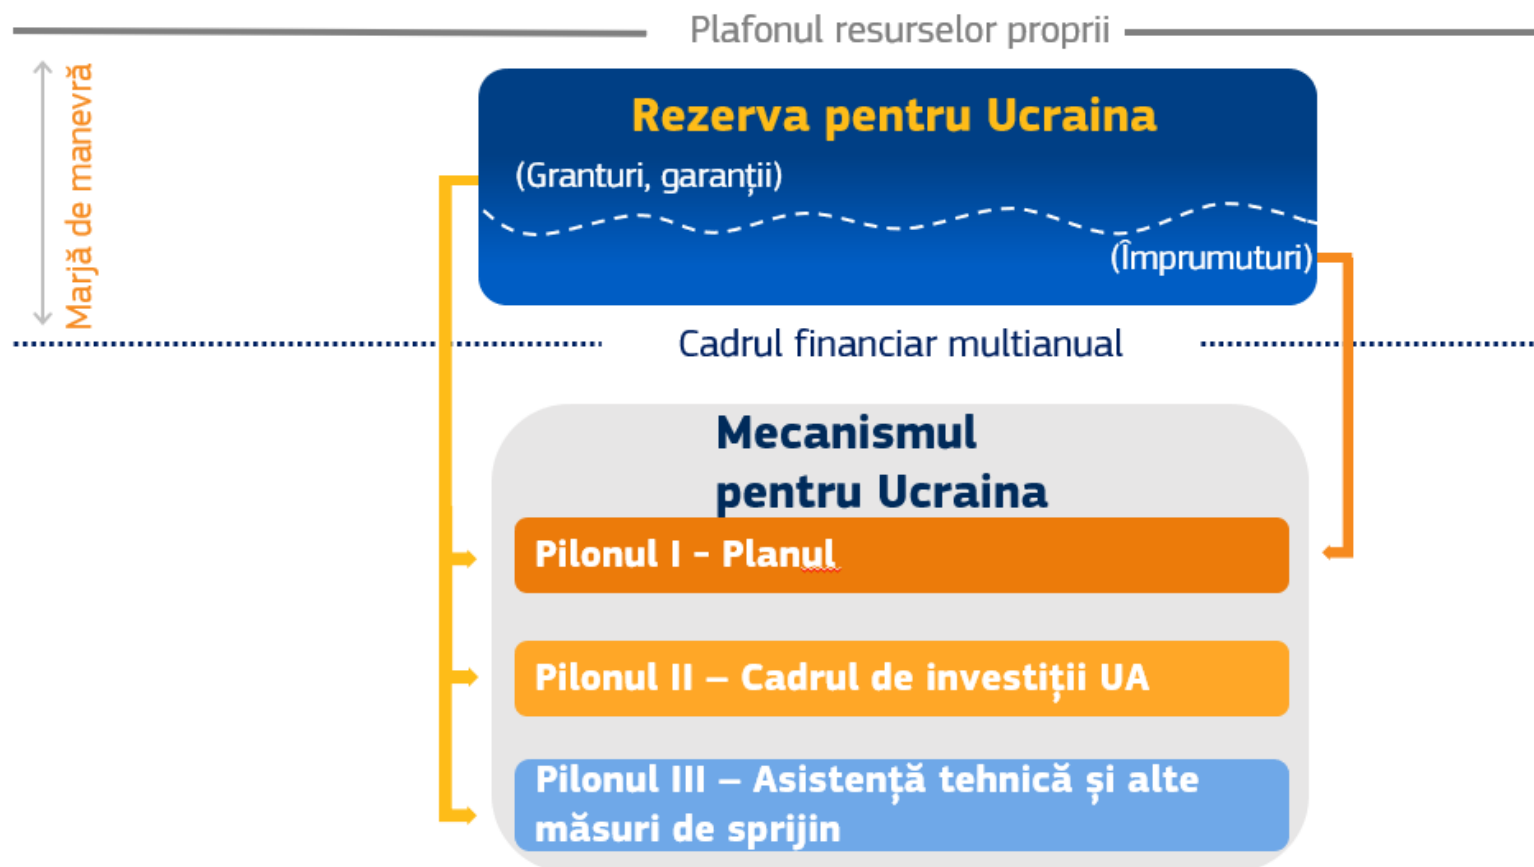 Plafonul resurselor proprii
Marjă de manevră
Rezerva pentru Ucraina
(Granturi, garanții)
(Împrumuturi)
Cadrul financiar multianual
Mecanismul
pentru Ucraina
Pilonul I - Planul
Pilonul II – Cadrul de investiții UA
Pilonul III – Asistență tehnică și alte
măsuri de sprijin